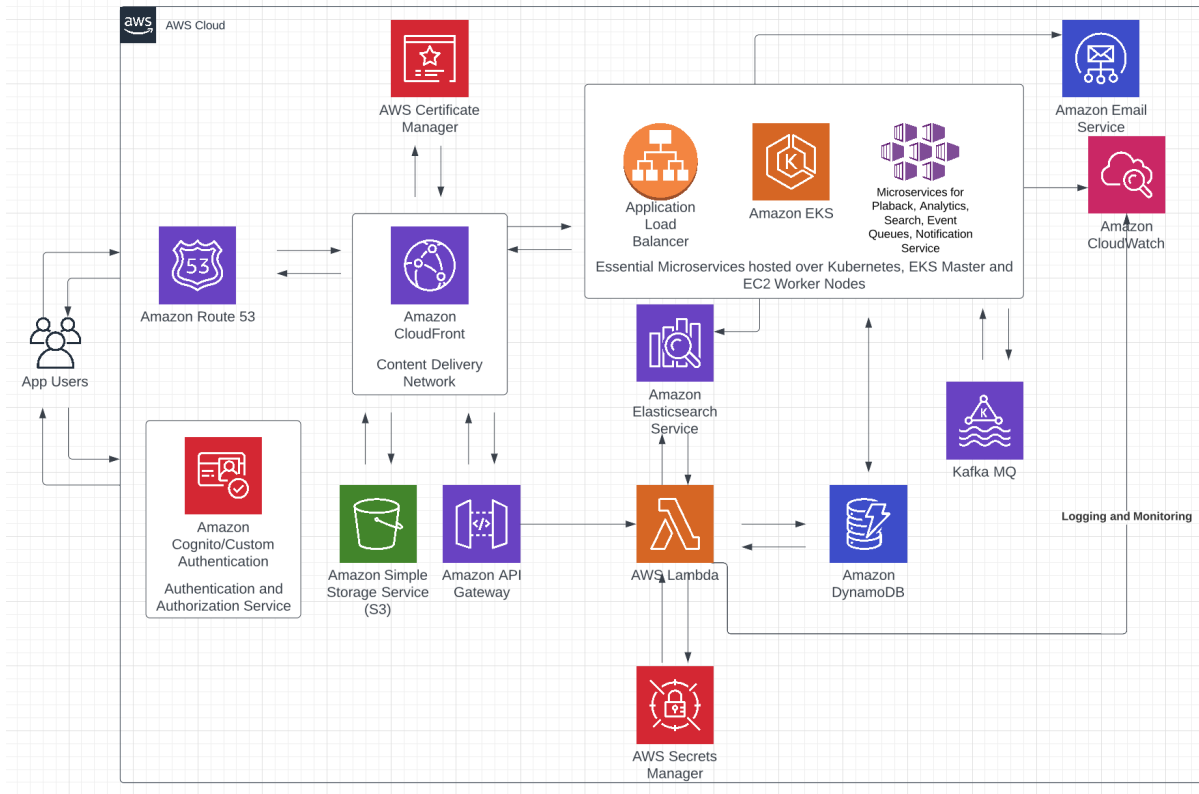 aws
AWS Cloud
AWS Certificate
Manager
Amazon Email
Service
Application
Load
Balancer
Amazon EKS
K
Microservices for
Plaback, Analytics,
Search, Event
Queues, Notification
Service
Essential Microservices hosted over Kubernetes, EKS Master and
EC2 Worker Nodes
Amazon
CloudWatch
53
Amazon Route 53
Amazon
CloudFront
Content Delivery
Network
App Users
Amazon
Elasticsearch
Service
K
Kafka MQ
Amazon
Cognito/Custom
Authentication
Authentication and
Authorization Service
Amazon Simple
Storage Service
(S3)
</>
Amazon API
Gateway
AWS Lambda
Amazon
DynamoDB
Logging and Monitoring
AWS Secrets
Manager